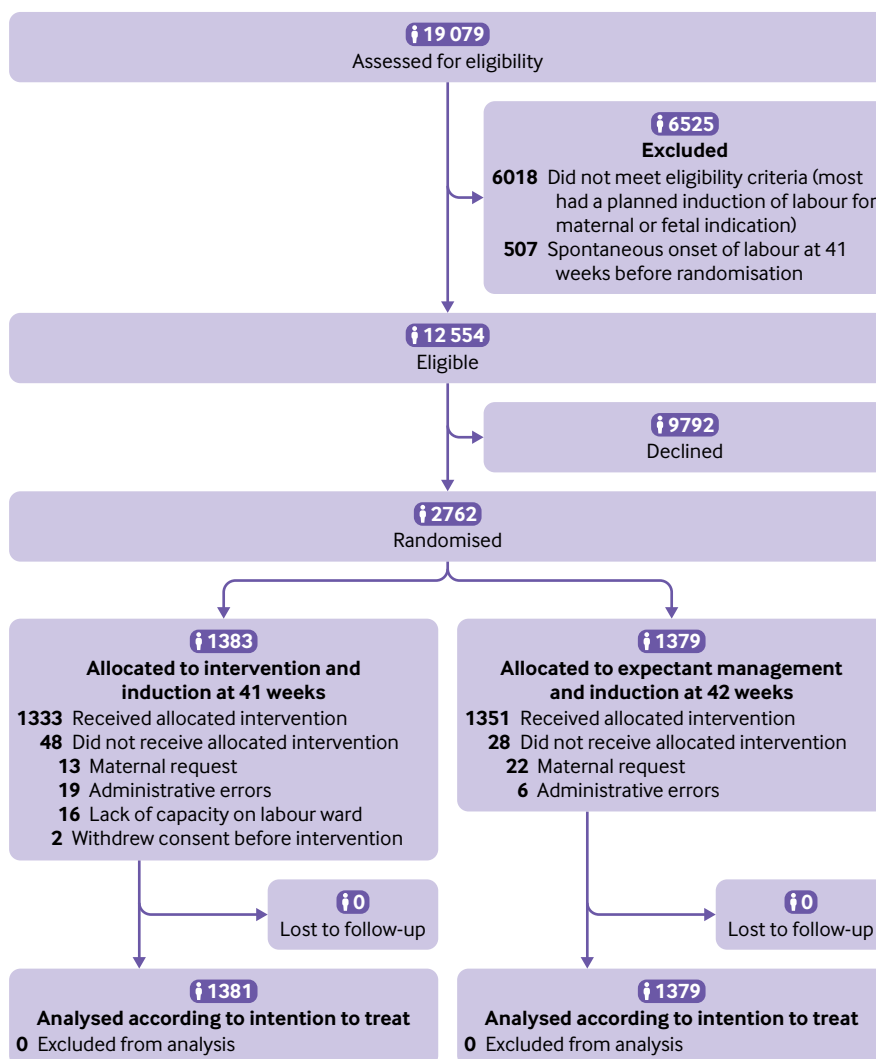 19 079
Assessed for eligibility
6525
Excluded
6018 Did not meet eligibility criteria (most
had a planned induction of labour for
maternal or fetal indication)
507 Spontaneous onset of labour at 41
weeks before randomisation
12 554
Eligible
9792
Declined
2762
Randomised
1383
Allocated to intervention and
induction at 41 weeks
1333 Received allocated intervention
48 Did not receive allocated intervention
13 Maternal request
19 Administrative errors
16 Lack of capacity on labour ward
2 Withdrew consent before intervention
1379
Allocated to expectant management
and induction at 42 weeks
1351 Received allocated intervention
28 Did not receive allocated intervention
22 Maternal request
6 Administrative errors
0
Lost to follow-up
0
Lost to follow-up
1381
Analysed according to intention to treat
0 Excluded from analysis
1379
Analysed according to intention to treat
0 Excluded from analysis